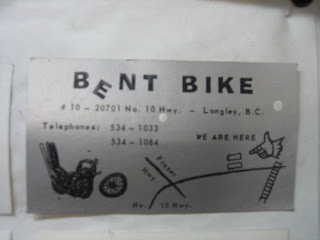 BENT BIKE
# 10 - 20701 No. 10 Hwy. - Langley, B.C.
Telephones: 534 - 1033
534 - 1084
WE ARE HERE
Fraser
Hwy.
No. 10 Hwy.